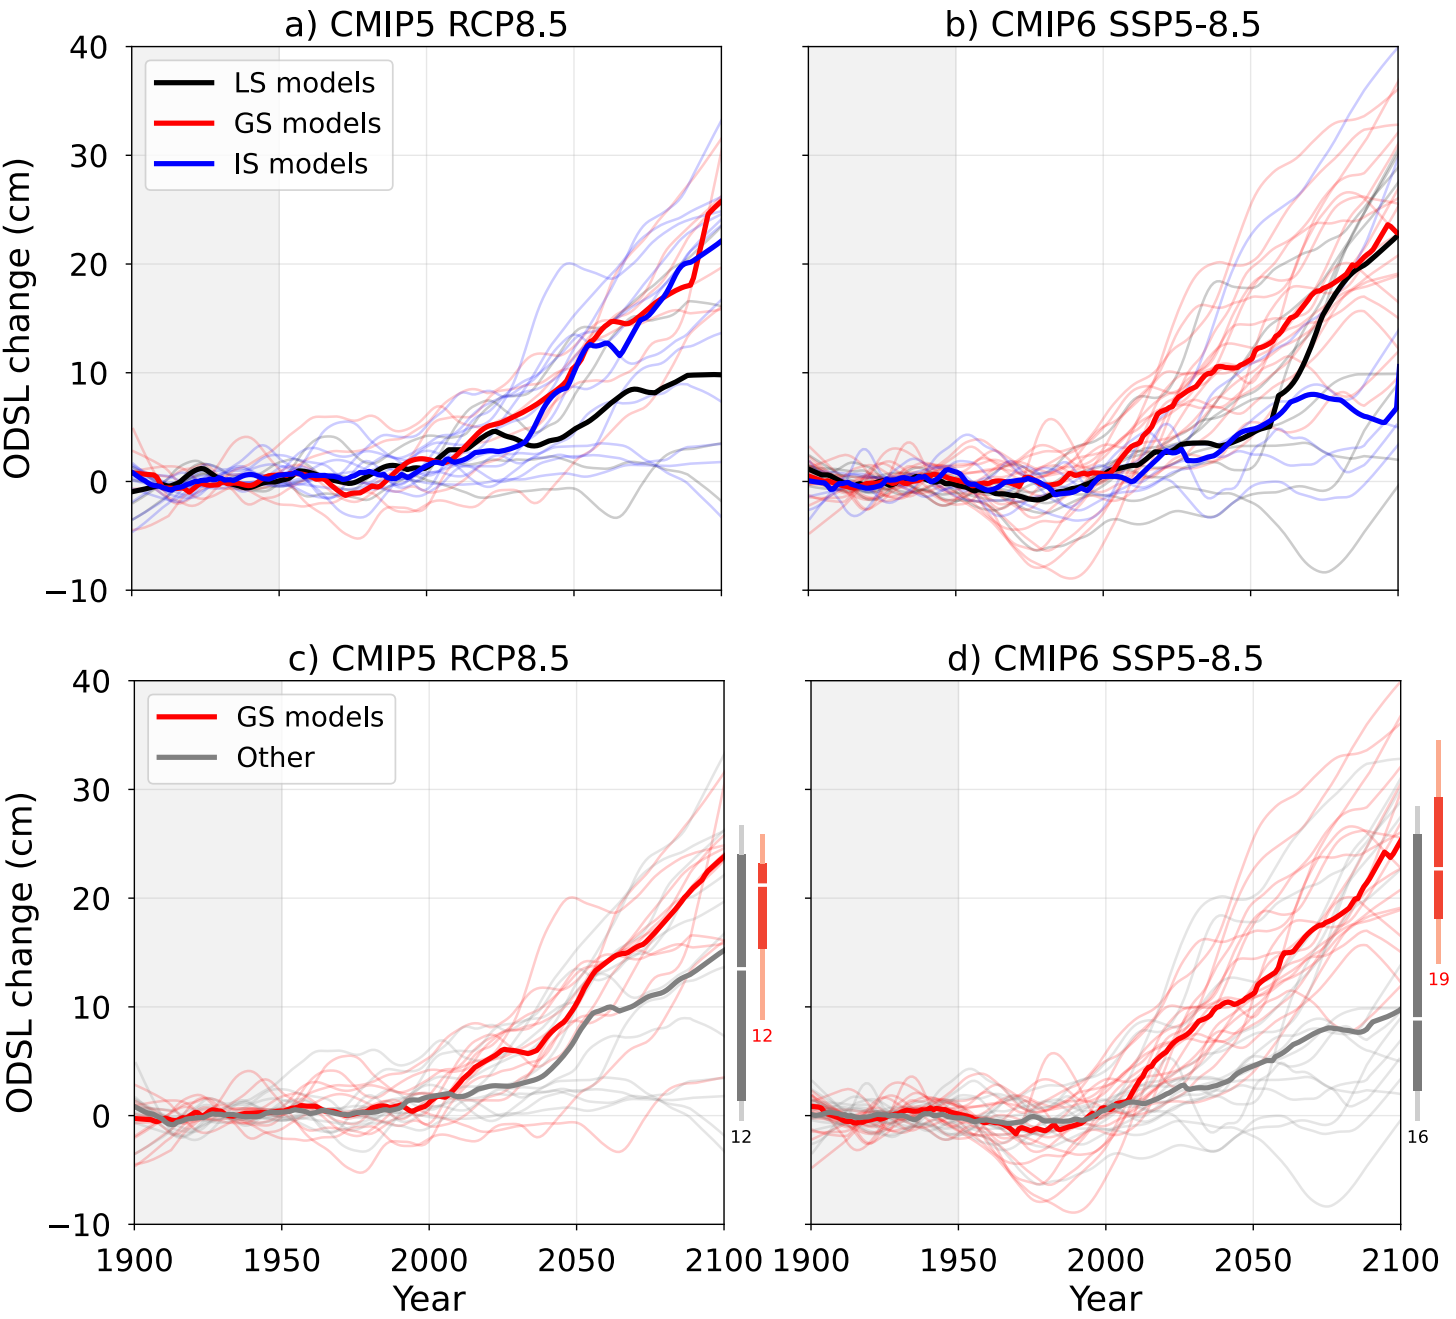 a) CMIP5 RCP8.5
b) CMIP6 SSP5-8.5
ODSL change (cm)
40
30
20
10
0
−10
LS models
GS models
IS models
c) CMIP5 RCP8.5
d) CMIP6 SSP5-8.5
ODSL change (cm)
40
30
20
10
0
−10
GS models
Other
12
12
19
16
1900 1950 2000 2050 2100
1900 1950 2000 2050 2100
Year
Year